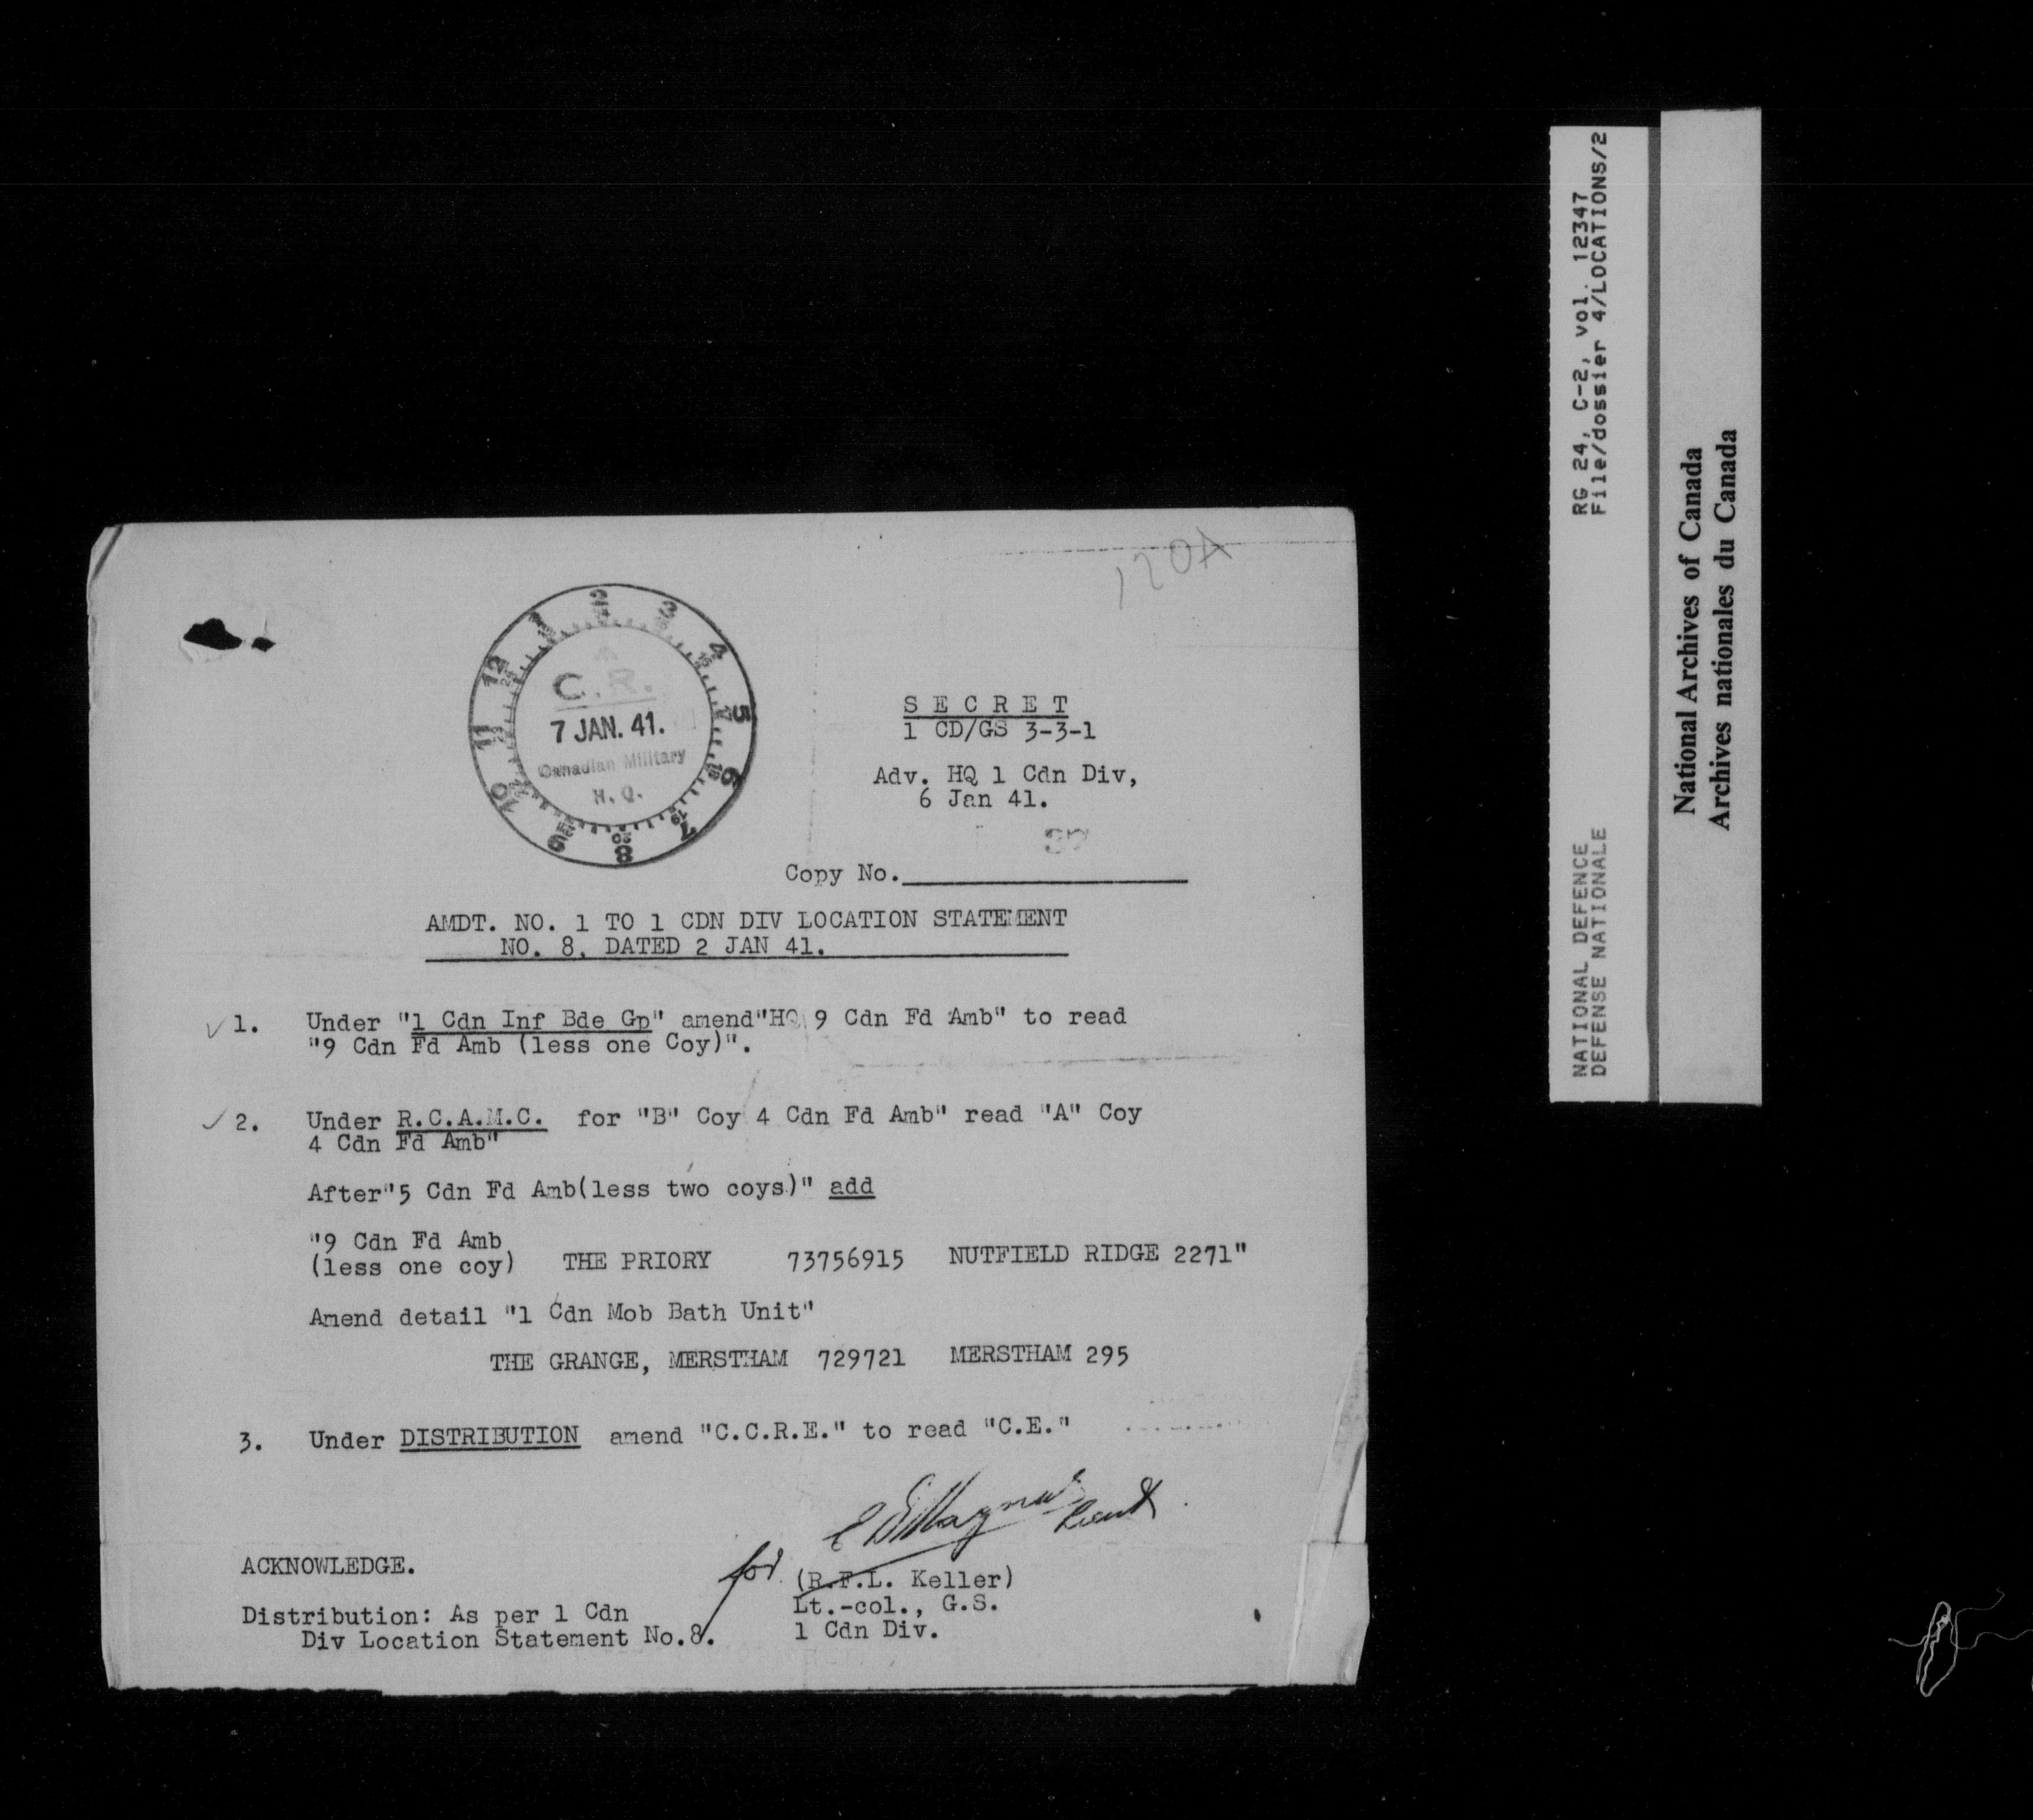 120A
C.R.
7 JAN. 41.
Canadian Military
H. Q.
S E C R E T
1 CD/GS 3-3-1
Adv. HQ 1 Cdn Div,
6 Jan 41.
Copy No.
AMDT. NO. 1 TO 1 CDN DIV LOCATION STATEMENT
NO. 8, DATED 2 JAN 41.
1. Under "1 Cdn Inf Bde Gp" amend"HQ 9 Cdn Fd Amb" to read
"9 Cdn Fd Amb (less one Coy)".
2. Under R.C.A.M.C. for "B" Coy 4 Cdn Fd Amb" read "A" Coy
4 Cdn Fd Amb"
After"5 Cdn Fd Amb(less two coys)" add
"9 Cdn Fd Amb
(less one coy) THE PRIORY 73756915 NUTFIELD RIDGE 2271"
Amend detail "1 Cdn Mob Bath Unit"
THE GRANGE, MERSTHAM 729721 MERSTHAM 295
3. Under DISTRIBUTION amend "C.C.R.E." to read "C.E."
Lieut
ACKNOWLEDGE.
for (R.F.L. Keller)
Lt.-col., G.S.
1 Cdn Div.
Distribution: As per 1 Cdn
Div Location Statement No.8.
RG 24, C-2, vol. 12347
File/dossier 4/LOCATIONS/2
NATIONAL DEFENCE
DEFENSE NATIONALE
National Archives of Canada
Archives nationales du Canada